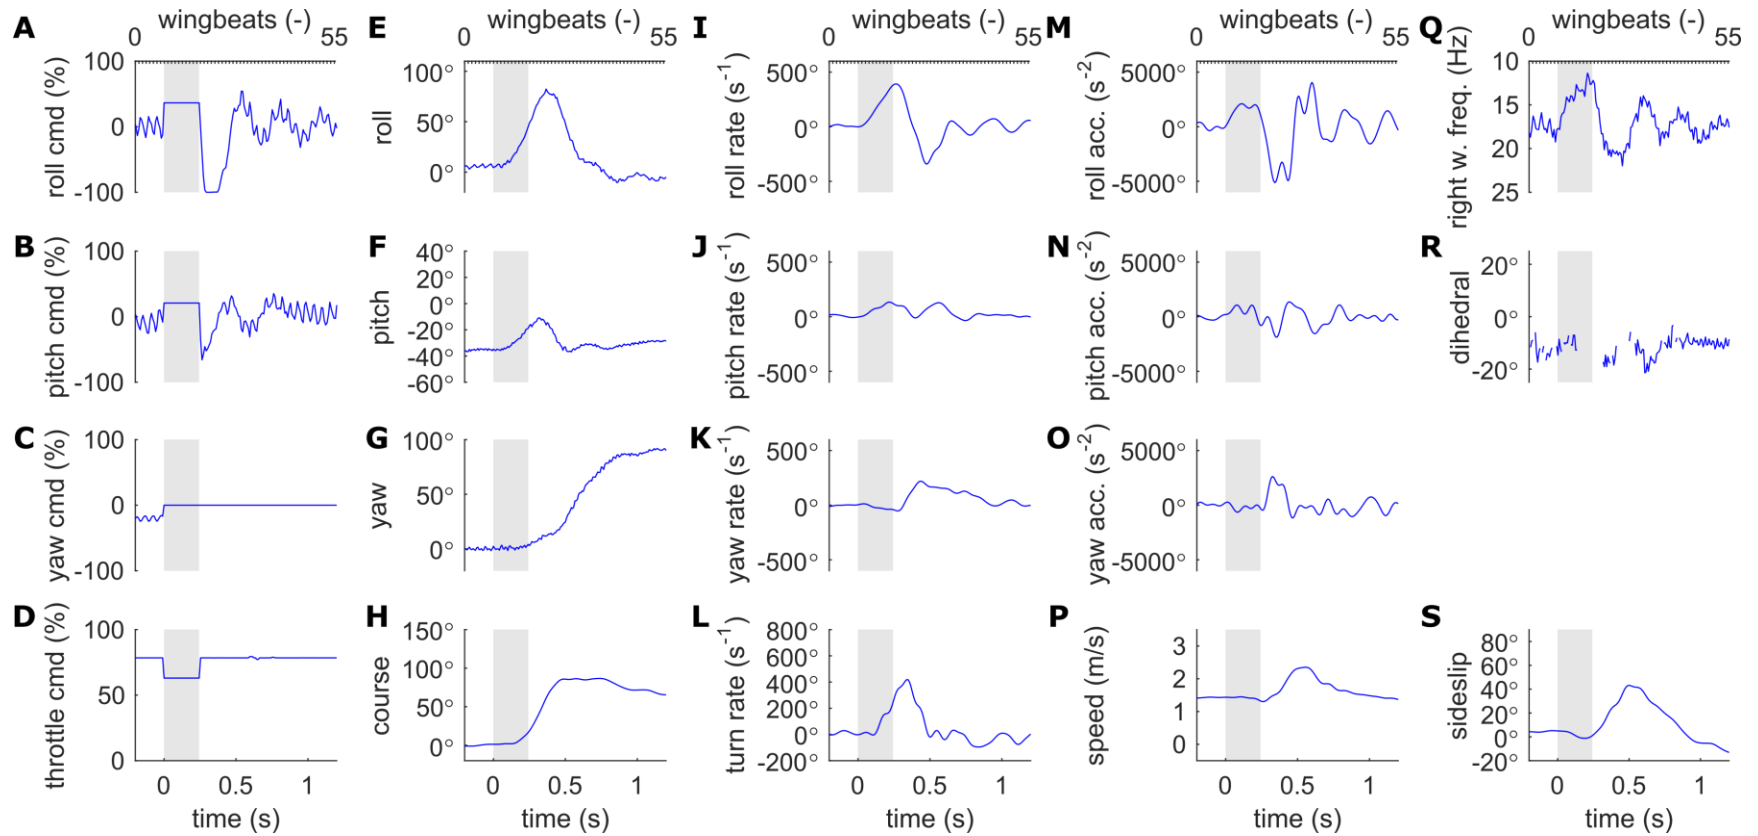 A wingbeats (-) E wingbeats (-) I wingbeats (-) M wingbeats (-) Q wingbeats (-)
0 55 0 55 0 55 0 55 0 55
roll cmd (%)
100
0
-100
roll
100°
50°
0°
roll rate (s-1)
500°
0°
-500°
roll acc. (s-2)
5000°
0°
-5000°
right w. freq. (Hz)
10
15
20
25
B
pitch cmd (%)
100
0
-100
F
pitch
40°
20°
0°
-20°
-40°
-60°
J
pitch rate (s-1)
500°
0°
-500°
N
pitch acc. (s-2)
5000°
0°
-5000°
R
dihedral
20°
0°
-20°
C
yaw cmd (%)
100
0
-100
G
yaw
100°
50°
0°
K
yaw rate (s-1)
500°
0°
-500°
O
yaw acc. (s-2)
5000°
0°
-5000°
D
throttle cmd (%)
100
50
0
0 0.5 1
time (s)
H
course
150°
100°
50°
0°
0 0.5 1
time (s)
L
turn rate (s-1)
800°
600°
400°
200°
0°
-200°
0 0.5 1
time (s)
P
speed (m/s)
3
2
1
0
0 0.5 1
time (s)
S
sideslip
80°
60°
40°
20°
0°
-20°
0 0.5 1
time (s)